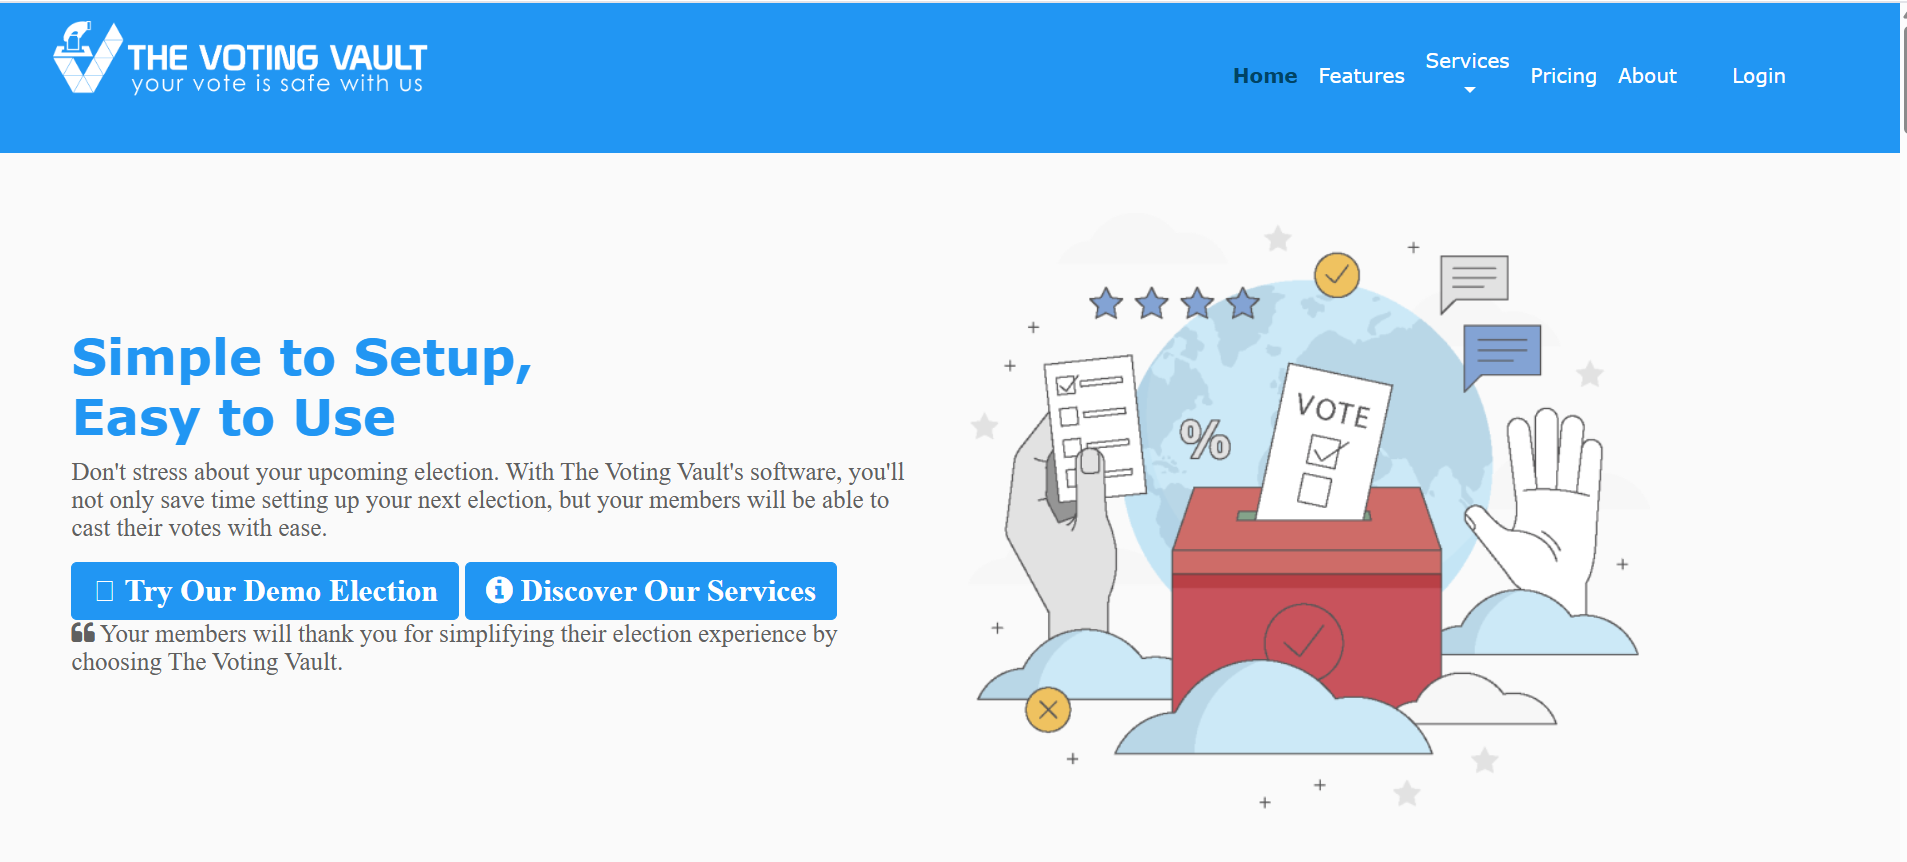 THE VOTING VAULT
your vote is safe with us
Home Features Services Pricing About Login
Simple to Setup,
Easy to Use
Don't stress about your upcoming election. With The Voting Vault's software, you'll
not only save time setting up your next election, but your members will be able to
cast their votes with ease.
Try Our Demo Election Discover Our Services
Your members will thank you for simplifying their election experience by
choosing The Voting Vault.
%
VOTE